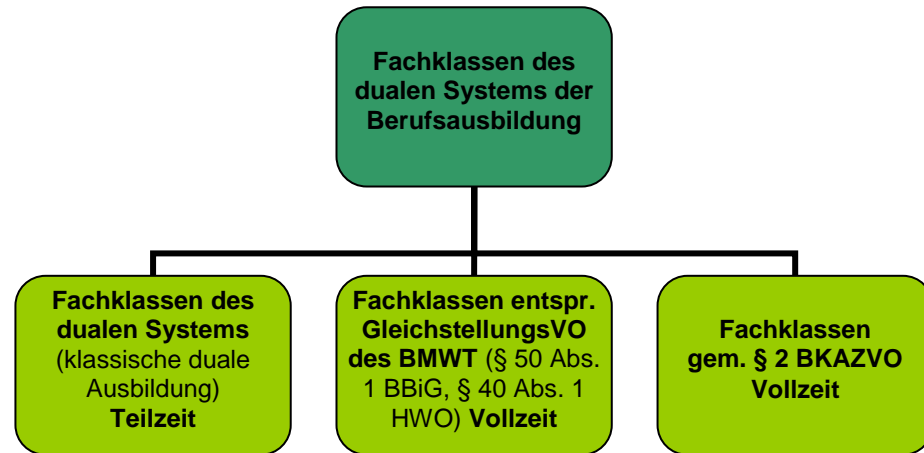 Fachklassen des
dualen Systems der
Berufsausbildung
Fachklassen des
dualen Systems
(klassische duale
Ausbildung)
Teilzeit
Fachklassen entspr.
GleichstellungsVO
des BMWT (§ 50 Abs.
1 BBiG, § 40 Abs. 1
HWO) Vollzeit
Fachklassen
gem. § 2 BKAZVO
Vollzeit